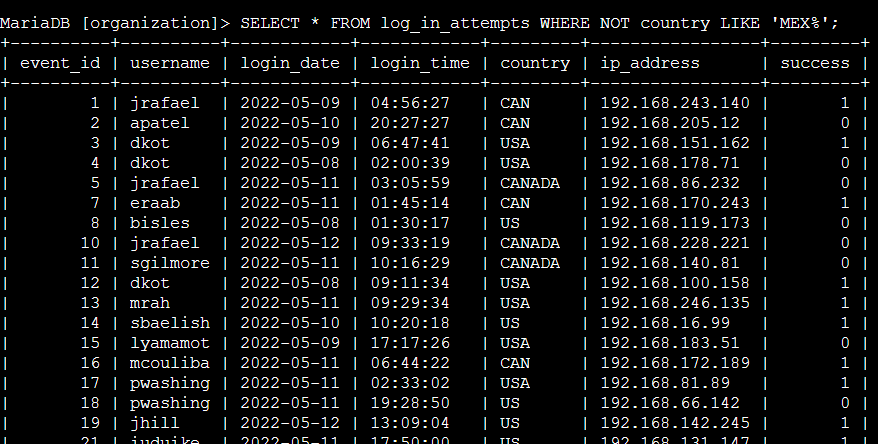 MariaDB [organization]> SELECT * FROM log_in_attempts WHERE NOT country LIKE 'MEX%';
+----------+----------+------------+------------+---------+-----------------+---------+
| event_id | username | login_date | login_time | country | ip_address      | success |
+----------+----------+------------+------------+---------+-----------------+---------+
|        1 | jrafael  | 2022-05-09 | 04:56:27   | CAN     | 192.168.243.140 |       1 |
|        2 | apatel   | 2022-05-10 | 20:27:27   | CAN     | 192.168.205.12  |       0 |
|        3 | dkot     | 2022-05-09 | 06:47:41   | USA     | 192.168.151.162 |       1 |
|        4 | dkot     | 2022-05-08 | 02:00:39   | USA     | 192.168.178.71  |       0 |
|        5 | jrafael  | 2022-05-11 | 03:05:59   | CANADA  | 192.168.86.232  |       0 |
|        7 | eraab    | 2022-05-11 | 01:45:14   | CAN     | 192.168.170.243 |       1 |
|        8 | bisles   | 2022-05-08 | 01:30:17   | US      | 192.168.119.173 |       0 |
|       10 | jrafael  | 2022-05-12 | 09:33:19   | CANADA  | 192.168.228.221 |       0 |
|       11 | sgilmore | 2022-05-11 | 10:16:29   | CANADA  | 192.168.140.81  |       0 |
|       12 | dkot     | 2022-05-08 | 09:11:34   | USA     | 192.168.100.158 |       1 |
|       13 | mrah     | 2022-05-11 | 09:29:34   | USA     | 192.168.246.135 |       1 |
|       14 | sbaelish | 2022-05-10 | 10:20:18   | US      | 192.168.16.99   |       1 |
|       15 | lyamamot | 2022-05-09 | 17:17:26   | USA     | 192.168.183.51  |       0 |
|       16 | mcouliba | 2022-05-11 | 06:44:22   | CAN     | 192.168.172.189 |       1 |
|       17 | pwashing | 2022-05-11 | 02:33:02   | USA     | 192.168.81.89   |       1 |
|       18 | pwashing | 2022-05-11 | 19:28:50   | US      | 192.168.66.142  |       0 |
|       19 | jhill    | 2022-05-12 | 13:09:04   | US      | 192.168.142.245 |       1 |
|       21 | iuduike  | 2022-05-11 | 17:50:00   | US      | 192.168.131.147 |